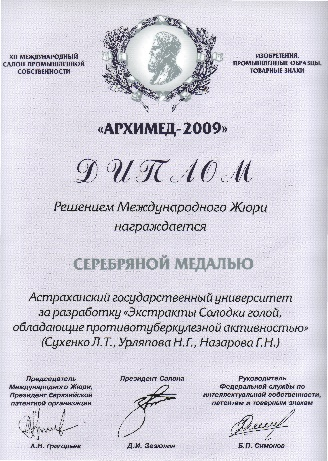 XII МЕЖДУНАРОДНЫЙ
САЛОН ПРОМЫШЛЕННОЙ
СОБСТВЕННОСТИ
ИЗОБРЕТЕНИЯ,
ПРОМЫШЛЕННЫЕ ОБРАЗЦЫ,
ТОВАРНЫЕ ЗНАКИ
«АРХИМЕД-2009»
ДИПЛОМ
Решением Международного Жюри
награждается
СЕРЕБРЯНОЙ МЕДАЛЬЮ
Астраханский государственный университет
за разработку «Экстракты Солодки голой,
обладающие противотуберкулезной активностью»
(Сухенко Л.Т., Урляпова Н.Г., Назарова Г.Н.)
Председатель
Международного Жюри,
Президент Евразийской
патентной организации
А.Н. Григорьев
Президент Салона
Д.И. Зезюлин
Руководитель
Федеральной службы по
интеллектуальной собственности,
патентам и товарным знакам
Б.П. Симонов